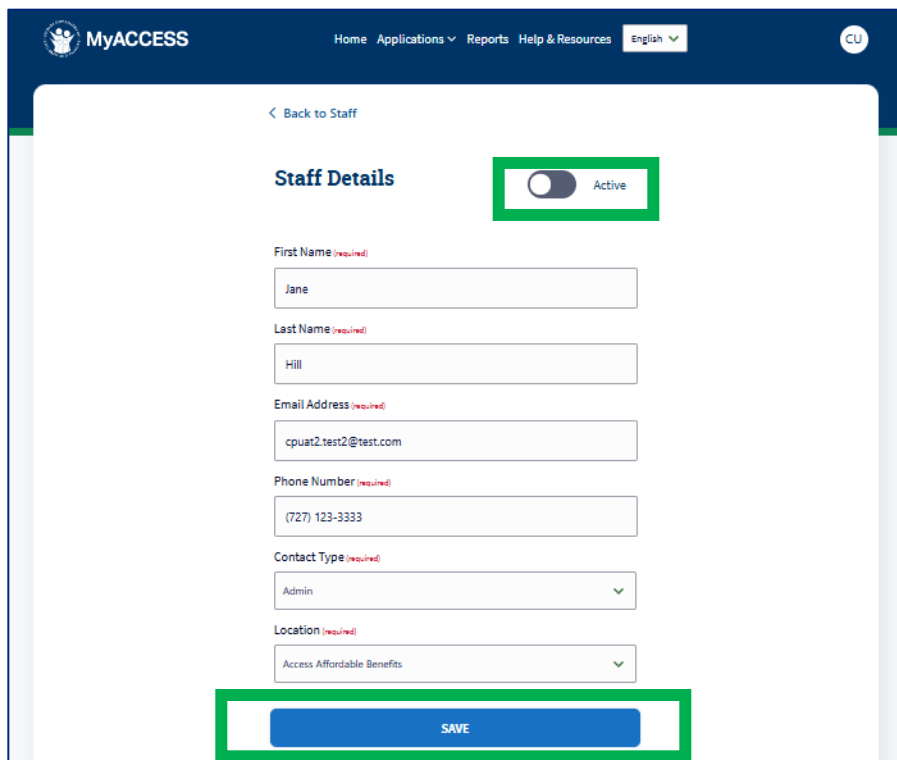 MyACCESS
Home Applications Reports Help & Resources English CU
Back to Staff
Staff Details
Active
First Name (required)
Jane
Last Name (required)
Hill
Email Address (required)
cpuat2.test2@test.com
Phone Number (required)
(727) 123-3333
Contact Type (required)
Admin
Location (required)
Access Affordable Benefits
SAVE